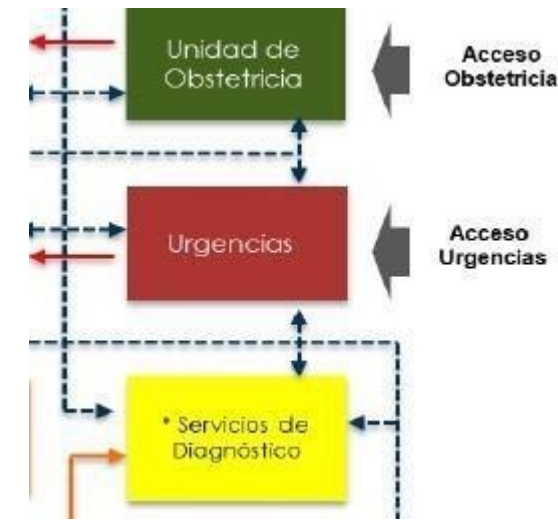 Unidad de
Obstetricia
Acceso
Obstetricia
Urgencias
Acceso
Urgencias
* Servicios de
Diagnóstico